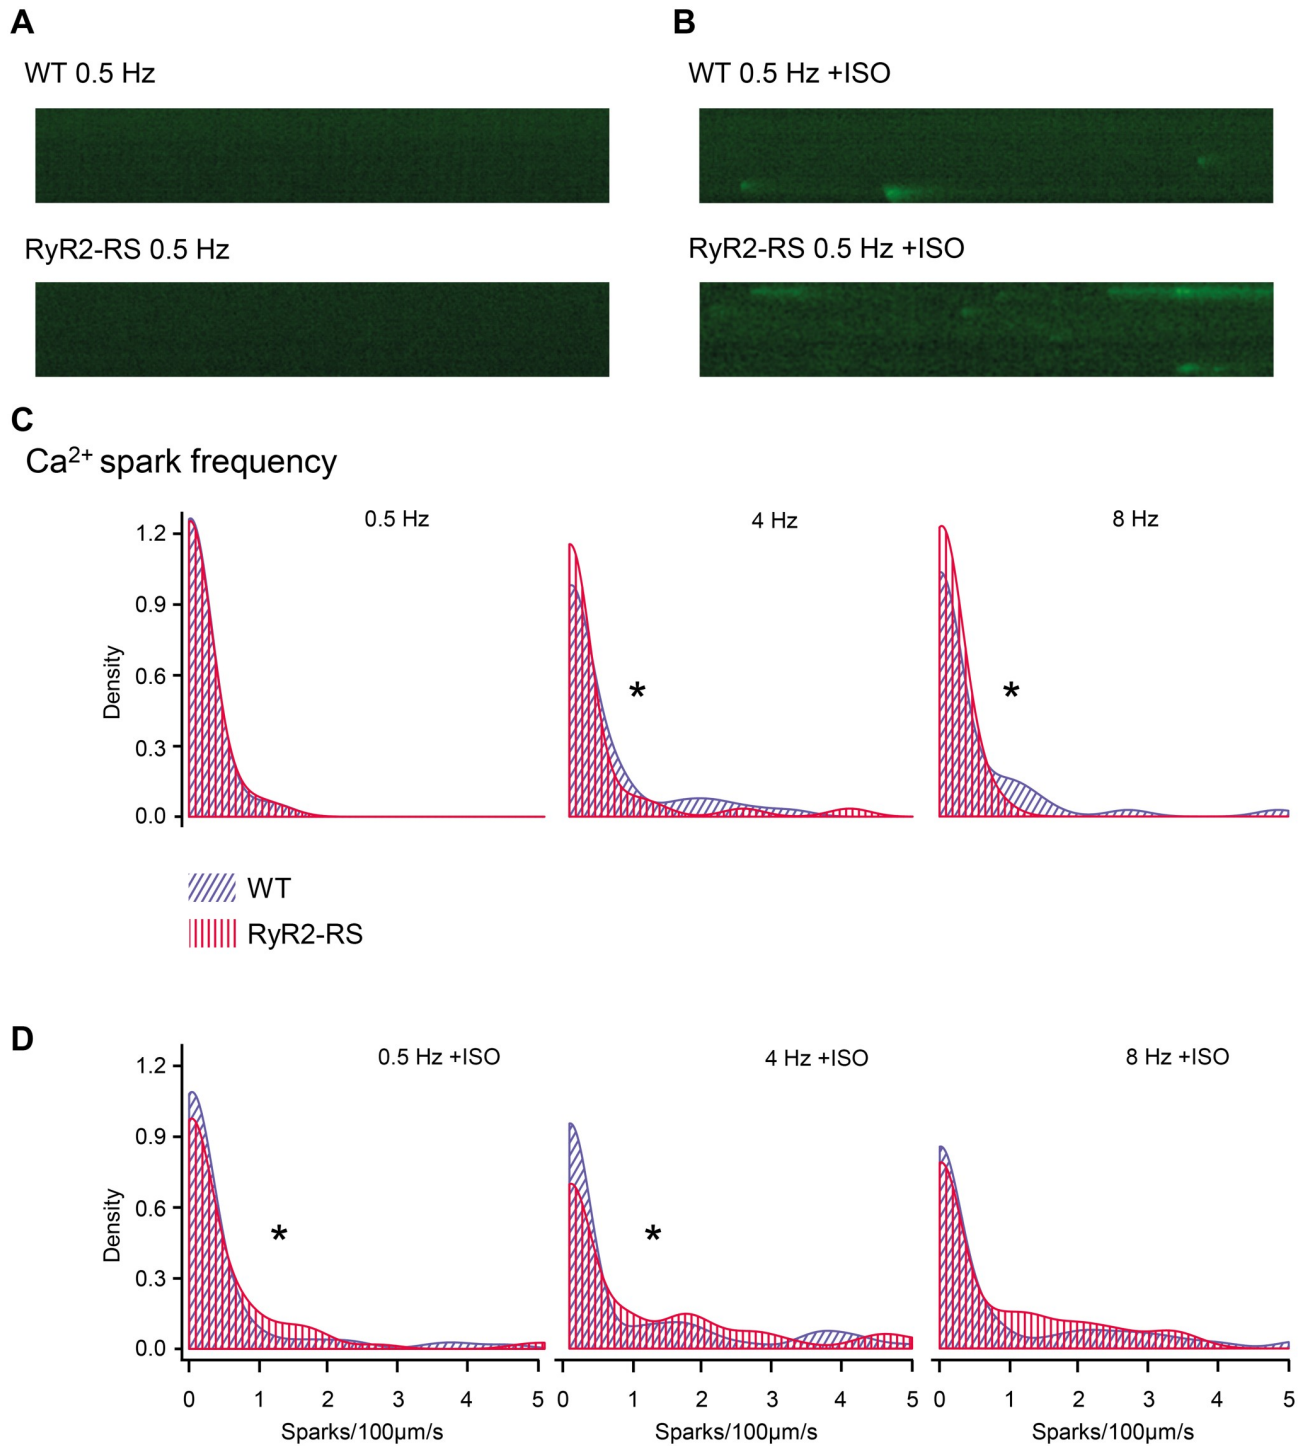 A
B
WT 0.5 Hz
WT 0.5 Hz +ISO
RyR2-RS 0.5 Hz
RyR2-RS 0.5 Hz +ISO
C
Ca²⁺ spark frequency
0.5 Hz
4 Hz
8 Hz
1.2
0.9
0.6
0.3
0.0
Density
*
*
WT
RyR2-RS
D
0.5 Hz +ISO
4 Hz +ISO
8 Hz +ISO
1.2
0.9
0.6
0.3
0.0
Density
*
*
0 1 2 3 4 5
0 1 2 3 4 5
0 1 2 3 4 5
Sparks/100µm/s
Sparks/100µm/s
Sparks/100µm/s